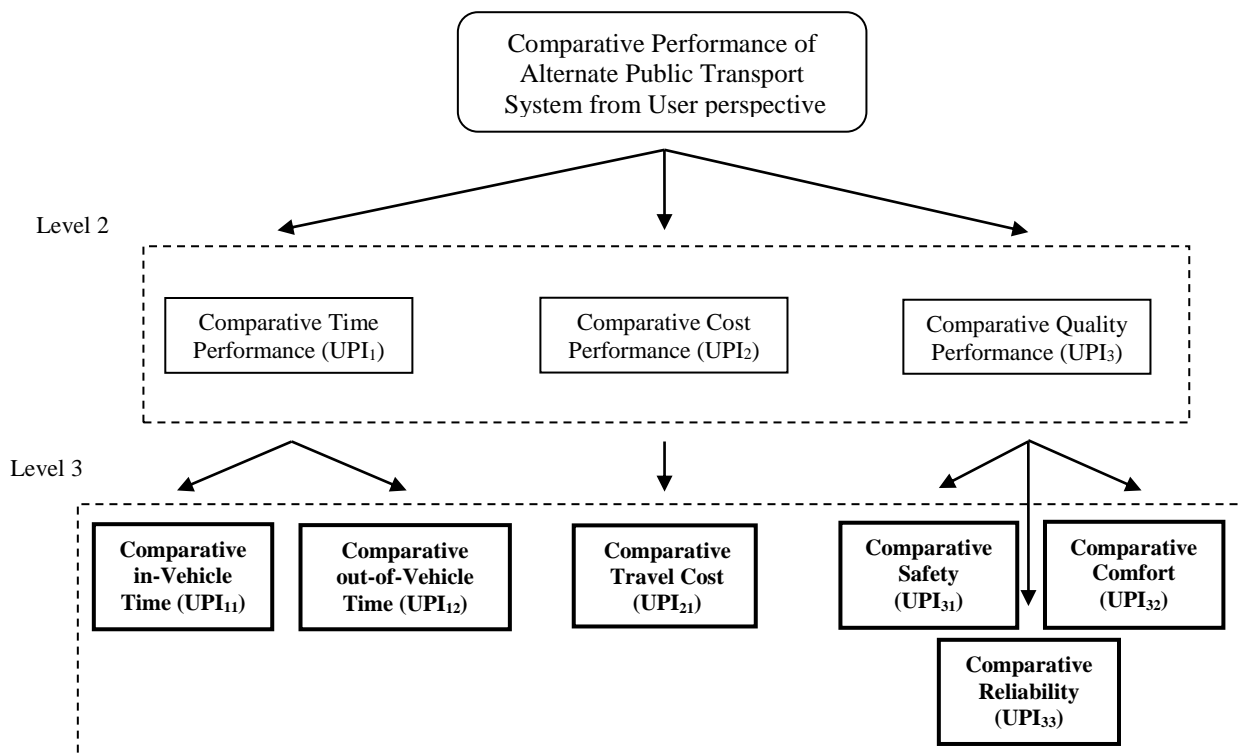 Comparative Performance of
Alternate Public Transport
System from User perspective
Level 2
Comparative Time
Performance (UPI₁)
Comparative Cost
Performance (UPI₂)
Comparative Quality
Performance (UPI₃)
Level 3
Comparative
in-Vehicle
Time (UPI₁₁)
Comparative
out-of-Vehicle
Time (UPI₁₂)
Comparative
Travel Cost
(UPI₂₁)
Comparative
Safety
(UPI₃₁)
Comparative
Comfort
(UPI₃₂)
Comparative
Reliability
(UPI₃₃)